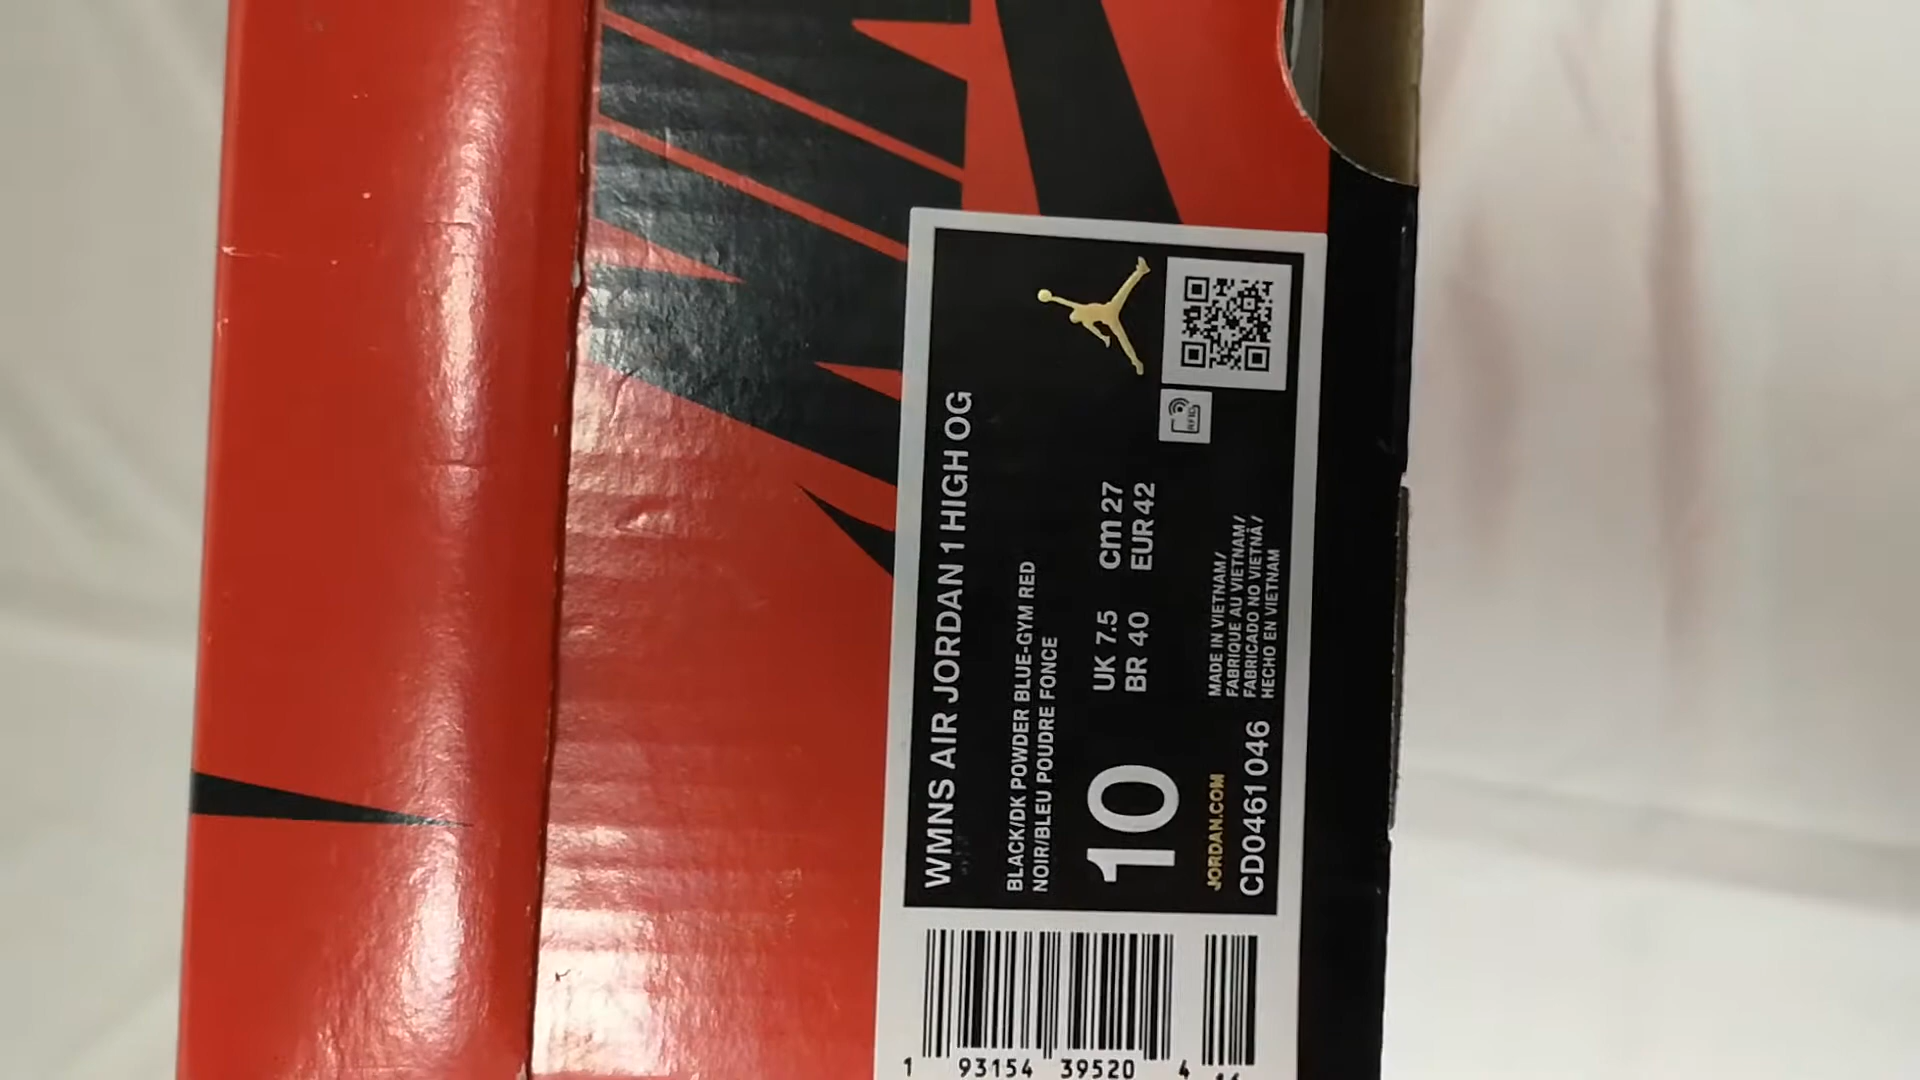 WMNS AIR JORDAN 1 HIGH OG
BLACK/DK POWDER BLUE-GYM RED
NOIR/BLEU POUDRE FONCE
10
UK 7.5 cm 27
BR 40 EUR 42
RFID
JORDAN.COM
CD0461 046
MADE IN VIETNAM/
FABRIQUE AU VIETNAM/
FABRICADO NO VIETNÃ/
HECHO EN VIETNAM
1 93154 39520 4